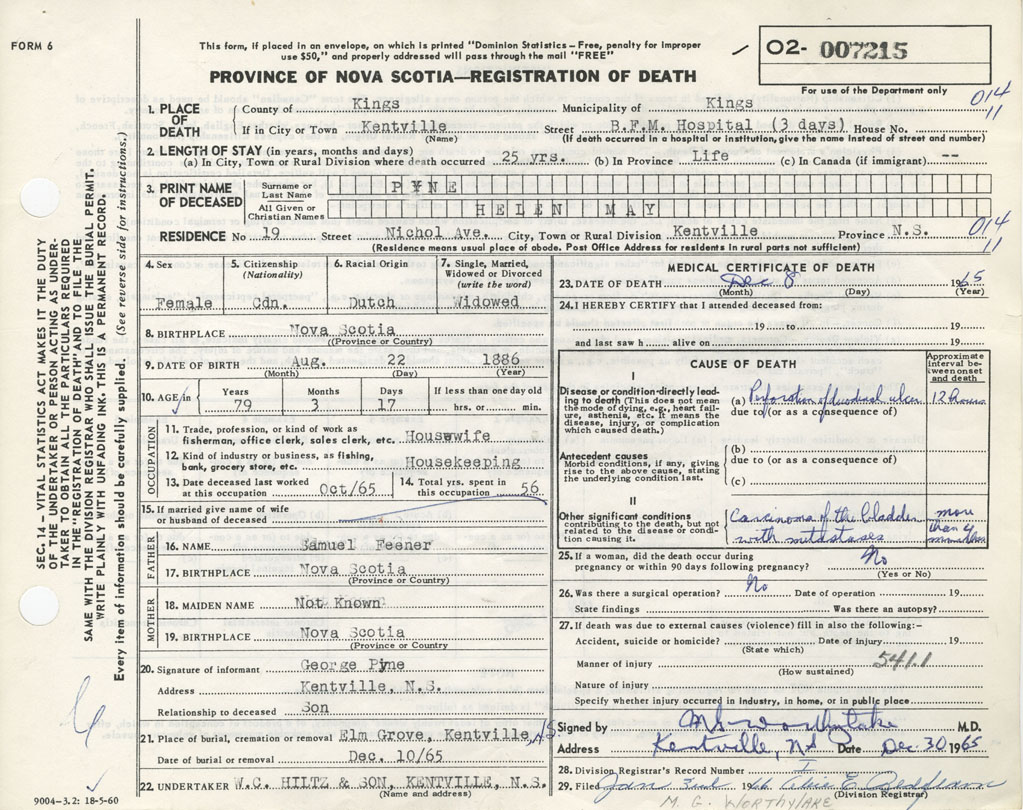 FORM 6
This form, if placed in an envelope, on which is printed "Dominion Statistics – Free, penalty for improper
use $50," and properly addressed will pass through the mail "FREE"
PROVINCE OF NOVA SCOTIA—REGISTRATION OF DEATH
02- 007215
For use of the Department only
014
11
1. PLACE OF DEATH County of Kings Municipality of Kings
If in City or Town Kentville Street B.F.M. Hospital (3 days) House No.
(Name) (If death occurred in a hospital or institution, give its name instead of street and number)
2. LENGTH OF STAY (in years, months and days)
(a) In City, Town or Rural Division where death occurred 25 yrs. (b) In Province Life (c) In Canada (if immigrant) --
3. PRINT NAME OF DECEASED Surname or Last Name PYNE
All Given or Christian Names HELEN MAY
RESIDENCE No 19 Street Nichol Ave. City, Town or Rural Division Kentville Province N.S. 014
11
(Residence means usual place of abode. Post Office Address for residents in rural parts not sufficient)
4. Sex Female
5. Citizenship (Nationality) Cdn.
6. Racial Origin Dutch
7. Single, Married, Widowed or Divorced (write the word) Widowed
8. BIRTHPLACE Nova Scotia
(Province or Country)
9. DATE OF BIRTH Aug. 22 1886
(Month) (Day) (Year)
10. AGE in Years 79 Months 3 Days 17 If less than one day old hrs. or min.
OCCUPATION
11. Trade, profession, or kind of work as
fisherman, office clerk, sales clerk, etc. Housewife
12. Kind of industry or business, as fishing,
bank, grocery store, etc. Housekeeping
13. Date deceased last worked at this occupation Oct/65 14. Total yrs. spent in this occupation 56
15. If married give name of wife
or husband of deceased
FATHER
16. NAME Samuel Feener
17. BIRTHPLACE Nova Scotia
(Province or Country)
MOTHER
18. MAIDEN NAME Not Known
19. BIRTHPLACE Nova Scotia
(Province or Country)
20. Signature of informant George Pyne
Address Kentville, N.S.
Relationship to deceased Son
21. Place of burial, cremation or removal Elm Grove, Kentville, N.S.
Date of burial or removal Dec. 10/65
22. UNDERTAKER W.C. HILTZ & SON, KENTVILLE, N.S.
(Name and address)
MEDICAL CERTIFICATE OF DEATH
23. DATE OF DEATH Dec 8 1965
(Month) (Day) (Year)
24. I HEREBY CERTIFY that I attended deceased from:
19 to 19
and last saw h alive on 19
CAUSE OF DEATH
Approximate interval between onset and death
I
Disease or condition directly leading to death (This does not mean the mode of dying, e.g., heart failure, asthenia, etc. It means the disease, injury, or complication which caused death.)
(a) Perforation of duodenal ulcer 12 hours
due to (or as a consequence of)
Antecedent causes
Morbid conditions, if any, giving rise to the above cause, stating the underlying condition last.
(b)
due to (or as a consequence of)
(c)
II
Other significant conditions
contributing to the death, but not related to the disease or condition causing it.
Carcinoma of the bladder
with metastases
more than 4 months
25. If a woman, did the death occur during
pregnancy or within 90 days following pregnancy? No
(Yes or No)
26. Was there a surgical operation? No Date of operation 19
State findings Was there an autopsy?
27. If death was due to external causes (violence) fill in also the following:–
Accident, suicide or homicide? Date of injury 19
(State which)
Manner of injury 541.1
(How sustained)
Nature of injury
Specify whether injury occurred in industry, in home, or in public place
Signed by M.D.
Address Kentville, NS Date Dec 30 1965
28. Division Registrar's Record Number
29. Filed 1966
(Division Registrar)
M. G. WORTHYLAKE
SEC. 14 – VITAL STATISTICS ACT MAKES IT THE DUTY
OF THE UNDERTAKER OR PERSON ACTING AS UNDER-
TAKER TO OBTAIN ALL THE PARTICULARS REQUIRED
IN THE "REGISTRATION OF DEATH" AND TO FILE THE
SAME WITH THE DIVISION REGISTRAR WHO SHALL ISSUE THE BURIAL PERMIT.
WRITE PLAINLY WITH UNFADING INK. THIS IS A PERMANENT RECORD.
Every item of information should be carefully supplied. (See reverse side for instructions.)
9004-3.2: 18-5-60